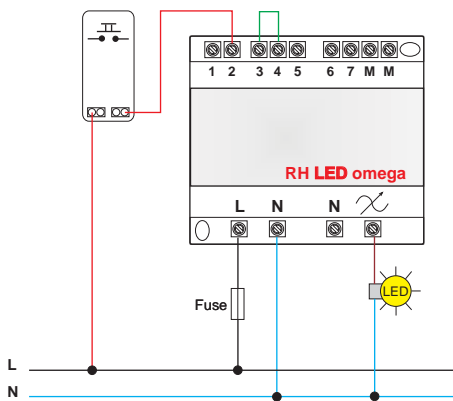 1 2 3 4 5 6 7 M M
RH LED omega
L N N
Fuse
LED
L
N